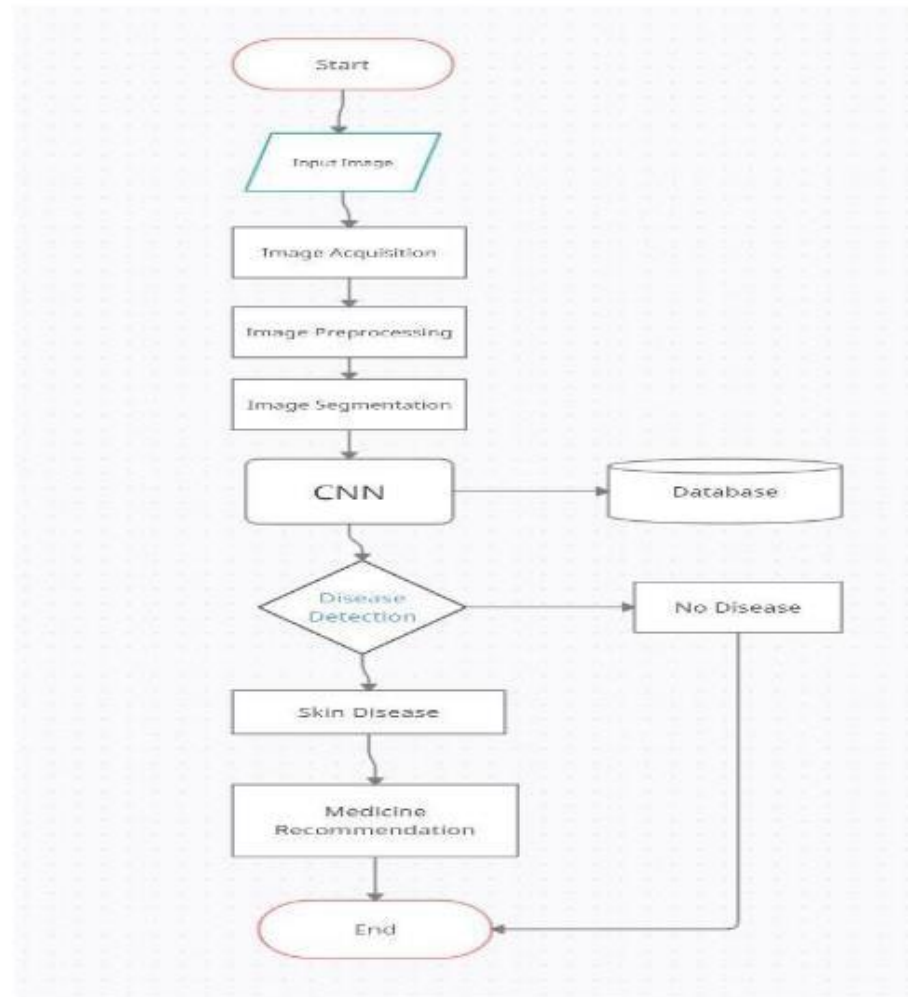 Start
Input Image
Image Acquisition
Image Preprocessing
Image Segmentation
CNN
Database
Disease
Detection
No Disease
Skin Disease
Medicine
Recommendation
End